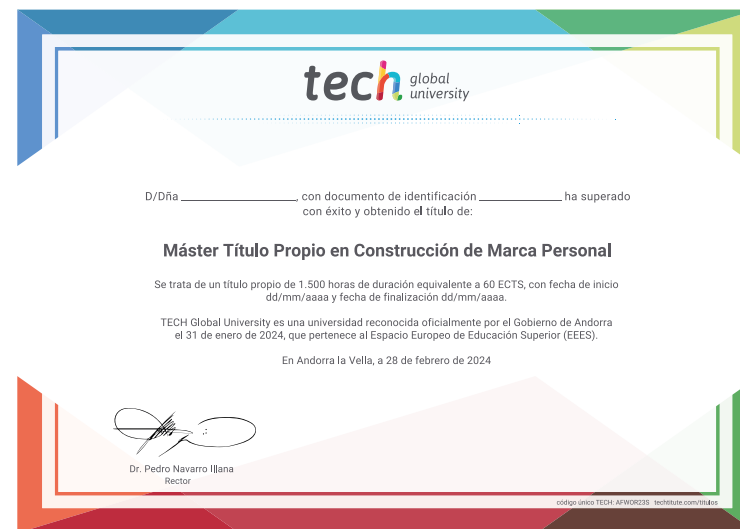 tech global university
D/Dña ____________, con documento de identificación ____________ ha superado
con éxito y obtenido el título de:
Máster Título Propio en Construcción de Marca Personal
Se trata de un título propio de 1.500 horas de duración equivalente a 60 ECTS, con fecha de inicio
dd/mm/aaaa y fecha de finalización dd/mm/aaaa.
TECH Global University es una universidad reconocida oficialmente por el Gobierno de Andorra
el 31 de enero de 2024, que pertenece al Espacio Europeo de Educación Superior (EEES).
En Andorra la Vella, a 28 de febrero de 2024
Dr. Pedro Navarro Illana
Rector
código único TECH: AFWOR23S techtitute.com/titulos